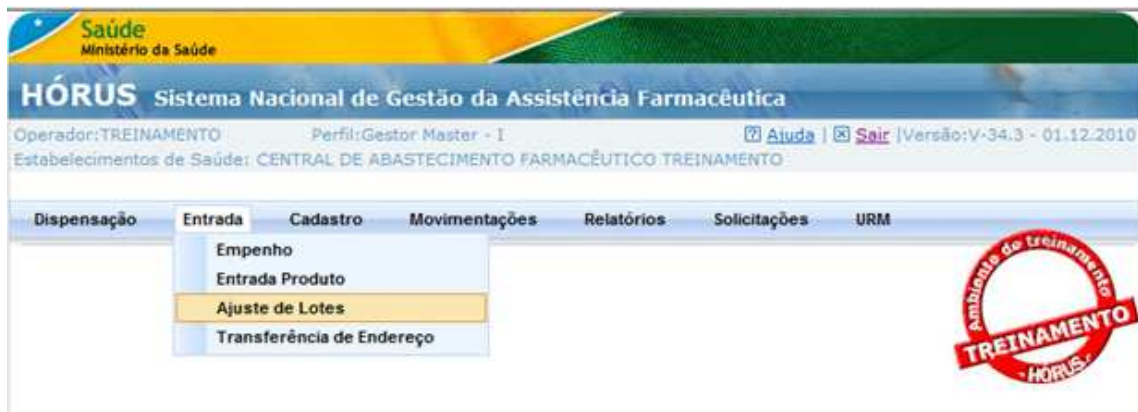 Saúde
Ministério da Saúde
HÓRUS Sistema Nacional de Gestão da Assistência Farmacêutica
Operador:TREINAMENTO Perfil:Gestor Master - I Ajuda | Sair |Versão:V-34.3 - 01.12.2010
Estabelecimentos de Saúde: CENTRAL DE ABASTECIMENTO FARMACÊUTICO TREINAMENTO
Dispensação Entrada Cadastro Movimentações Relatórios Solicitações URM
Empenho
Entrada Produto
Ajuste de Lotes
Transferência de Endereço
Ambiente de treinamento
TREINAMENTO
- HÓRUS -